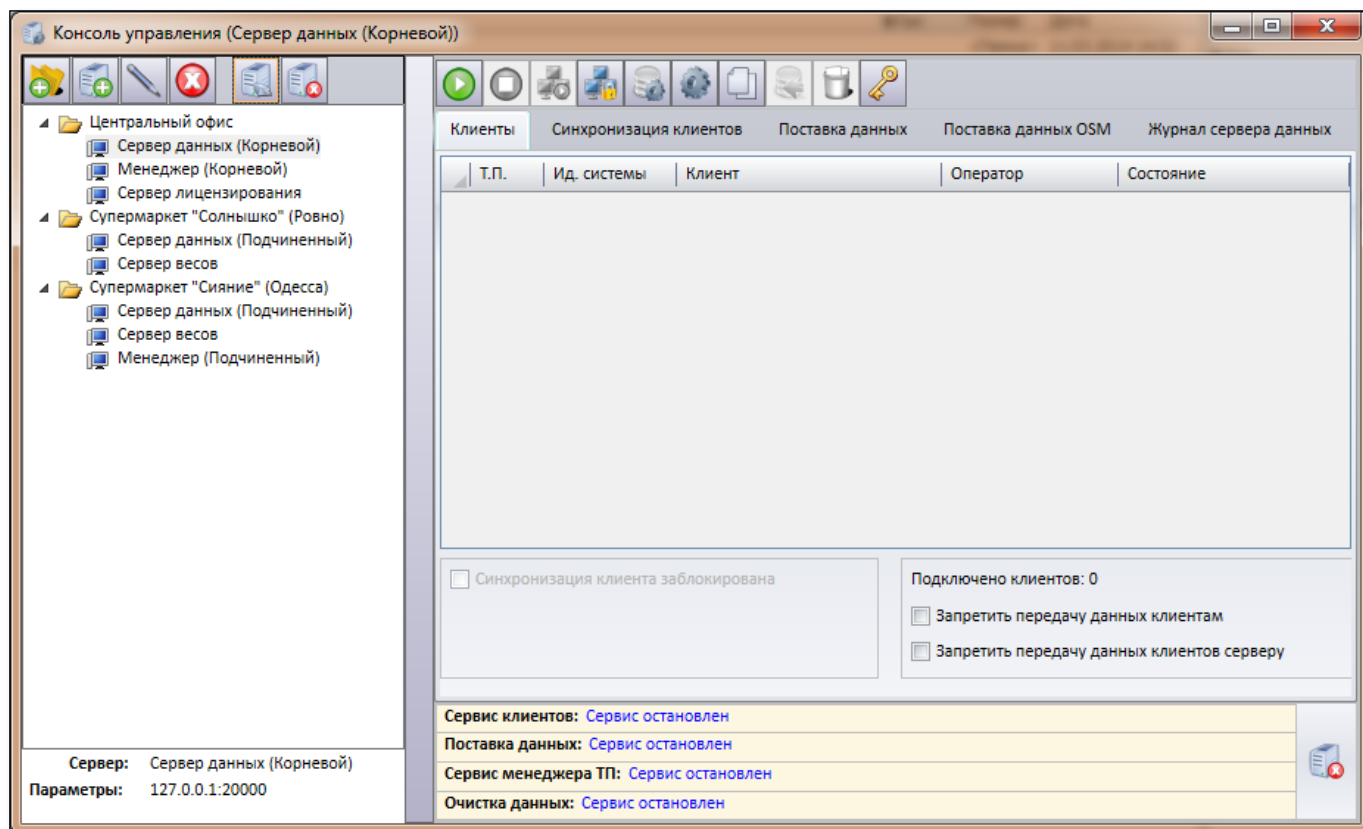 Консоль управления (Сервер данных (Корневой))
Центральный офис
Сервер данных (Корневой)
Менеджер (Корневой)
Сервер лицензирования
Супермаркет "Солнышко" (Ровно)
Сервер данных (Подчиненный)
Сервер весов
Супермаркет "Сияние" (Одесса)
Сервер данных (Подчиненный)
Сервер весов
Менеджер (Подчиненный)
Сервер: Сервер данных (Корневой)
Параметры: 127.0.0.1:20000
Клиенты Синхронизация клиентов Поставка данных Поставка данных OSM Журнал сервера данных
Т.П. Ид. системы Клиент Оператор Состояние
Синхронизация клиента заблокирована
Подключено клиентов: 0
Запретить передачу данных клиентам
Запретить передачу данных клиентов серверу
Сервис клиентов: Сервис остановлен
Поставка данных: Сервис остановлен
Сервис менеджера ТП: Сервис остановлен
Очистка данных: Сервис остановлен